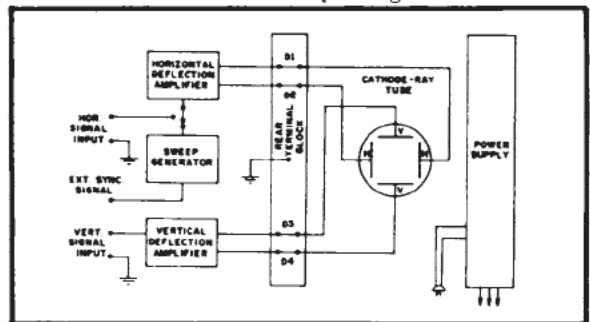 HORIZONTAL
DEFLECTION
AMPLIFIER
HOR.
SIGNAL
INPUT
SWEEP
GENERATOR
EXT. SYNC.
SIGNAL
VERT.
SIGNAL
INPUT
VERTICAL
DEFLECTION
AMPLIFIER
REAR
TERMINAL
BLOCK
D1
D2
D3
D4
CATHODE-RAY
TUBE
V
H
H
V
POWER
SUPPLY